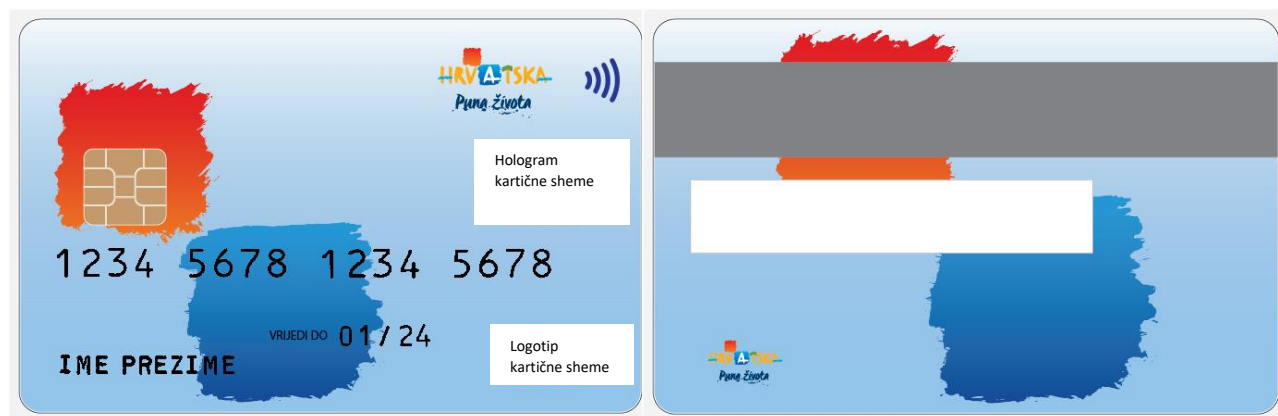 HRVATSKA
Puna života
Hologram
kartične sheme
1234 5678 1234 5678
VRIJEDI DO 01/24
IME PREZIME
Logotip
kartične sheme
HRVATSKA
Puna života